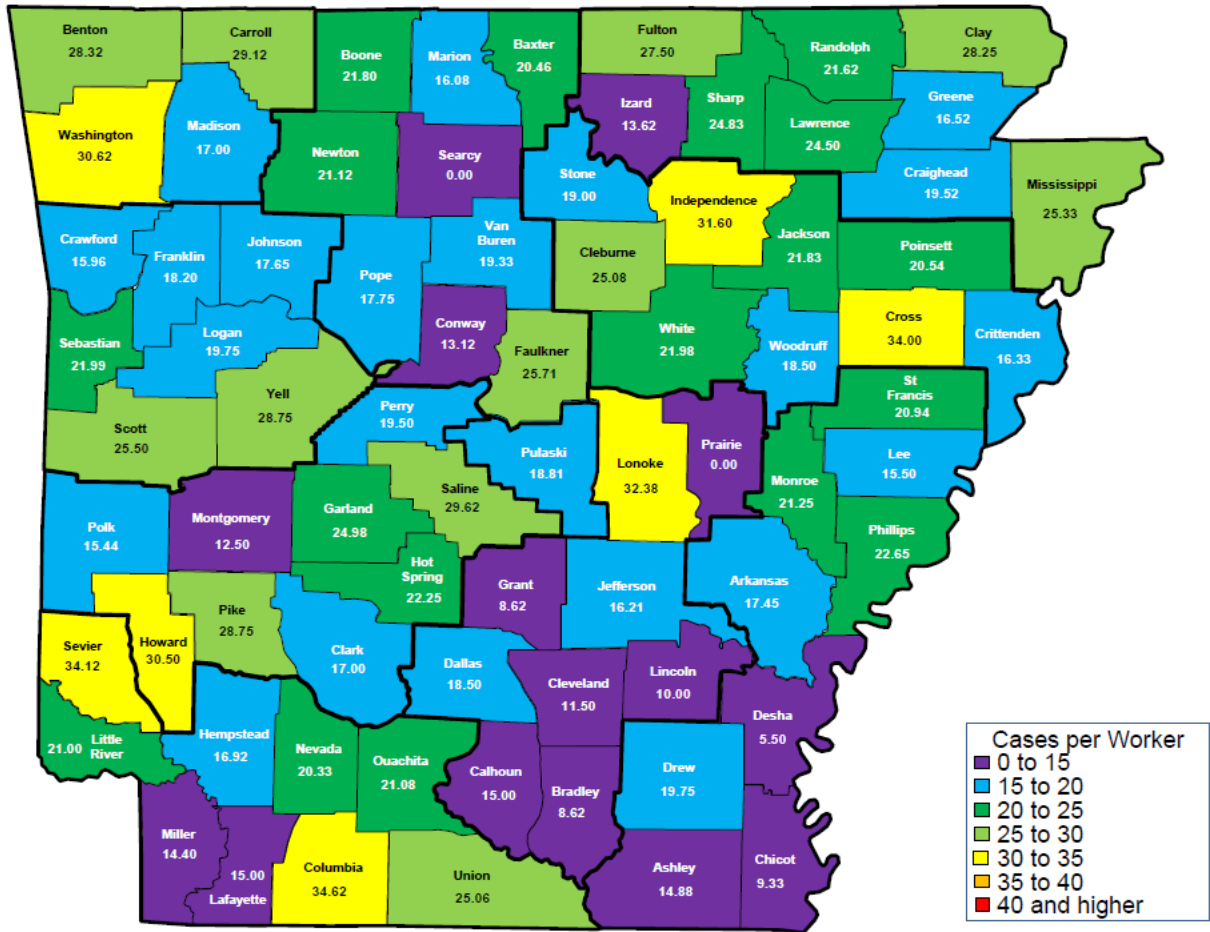 Benton
28.32
Carroll
29.12
Boone
21.80
Marion
16.08
Baxter
20.46
Fulton
27.50
Randolph
21.62
Clay
28.25
Izard
13.62
Sharp
24.83
Greene
16.52
Washington
30.62
Madison
17.00
Newton
21.12
Searcy
0.00
Lawrence
24.50
Stone
19.00
Independence
31.60
Craighead
19.52
Mississippi
25.33
Crawford
15.96
Franklin
18.20
Johnson
17.65
Pope
17.75
Van
Buren
19.33
Cleburne
25.08
Jackson
21.83
Poinsett
20.54
Sebastian
21.99
Logan
19.75
Conway
13.12
Faulkner
25.71
White
21.98
Woodruff
18.50
Cross
34.00
Crittenden
16.33
Scott
25.50
Yell
28.75
Perry
19.50
Pulaski
18.81
Lonoke
32.38
Prairie
0.00
St
Francis
20.94
Lee
15.50
Monroe
21.25
Phillips
22.65
Polk
15.44
Montgomery
12.50
Garland
24.98
Saline
29.62
Hot
Spring
22.25
Grant
8.62
Jefferson
16.21
Arkansas
17.45
Sevier
34.12
Howard
30.50
Pike
28.75
Clark
17.00
Dallas
18.50
Cleveland
11.50
Lincoln
10.00
Desha
5.50
21.00 Little
River
Hempstead
16.92
Nevada
20.33
Ouachita
21.08
Calhoun
15.00
Bradley
8.62
Drew
19.75
Miller
14.40
15.00
Lafayette
Columbia
34.62
Union
25.06
Ashley
14.88
Chicot
9.33
Cases per Worker
0 to 15
15 to 20
20 to 25
25 to 30
30 to 35
35 to 40
40 and higher